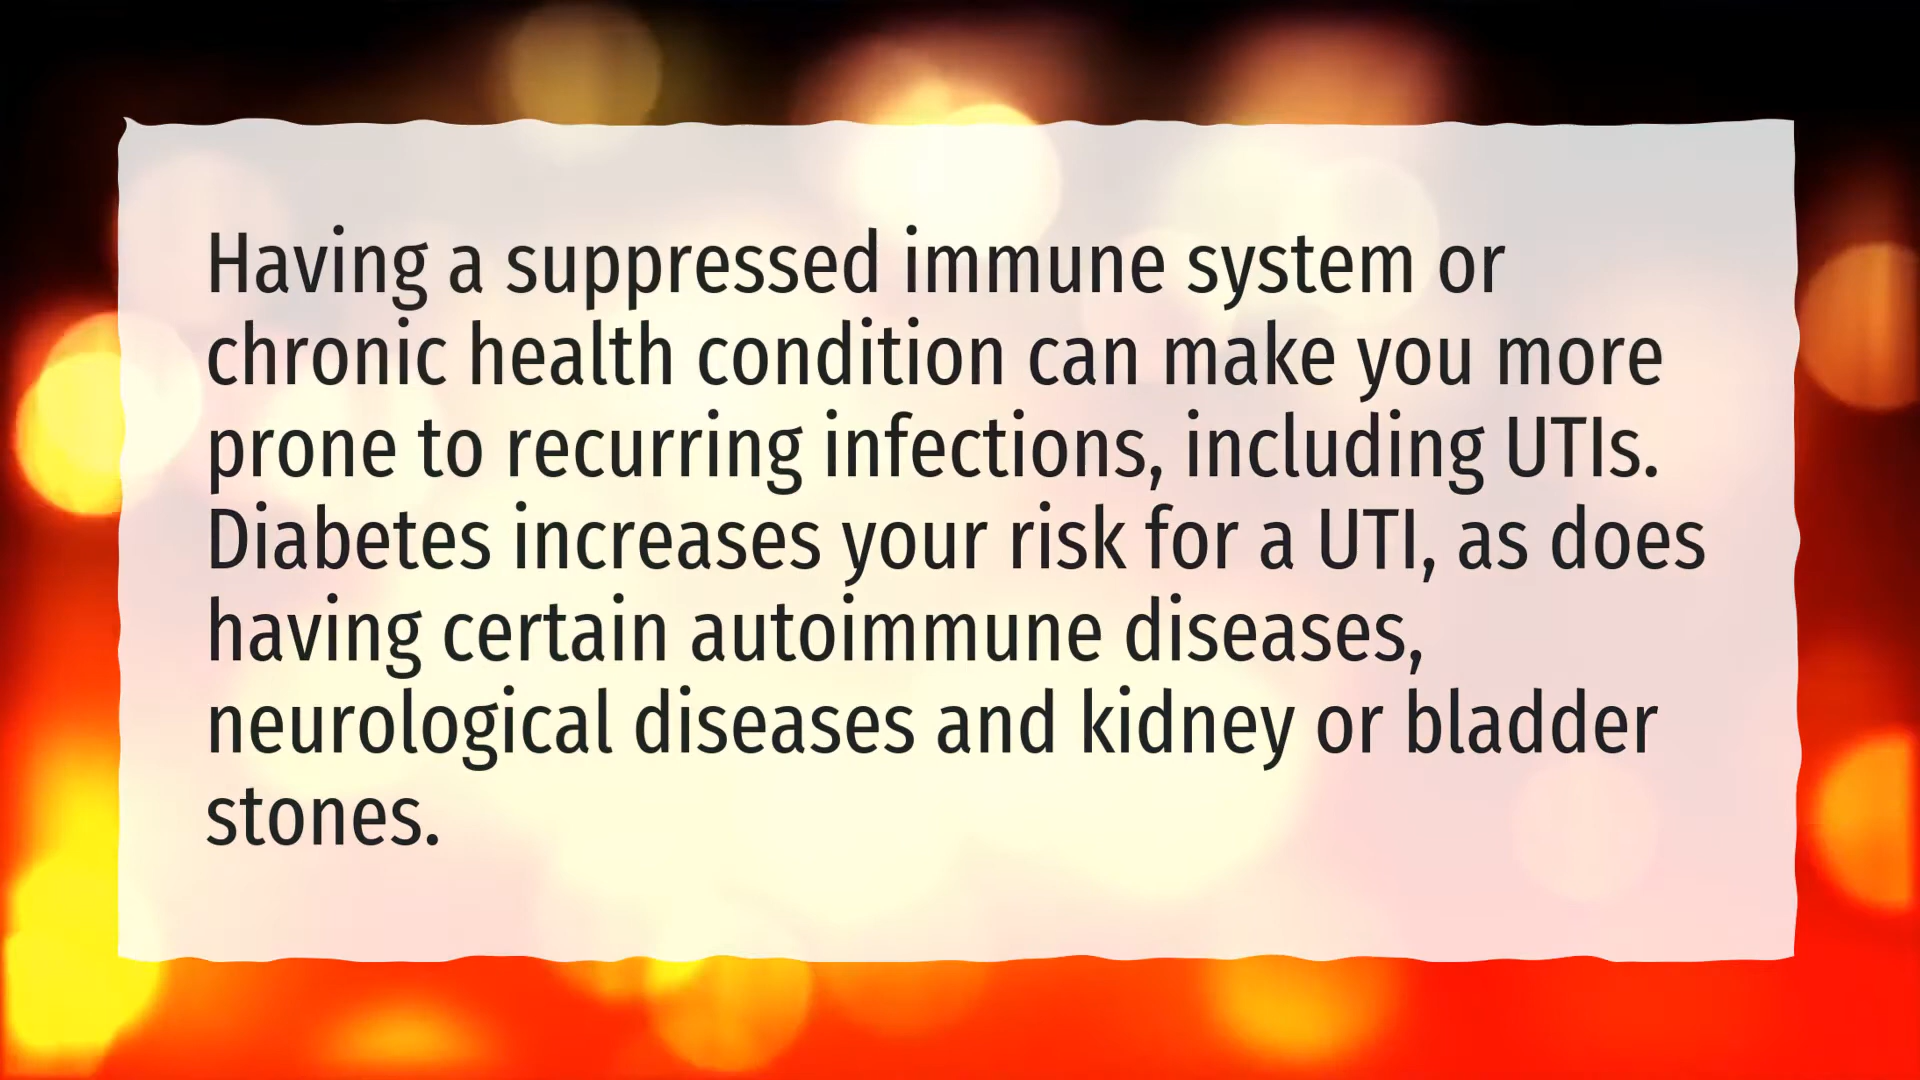 Having a suppressed immune system or
chronic health condition can make you more
prone to recurring infections, including UTIs.
Diabetes increases your risk for a UTI, as does
having certain autoimmune diseases,
neurological diseases and kidney or bladder
stones.